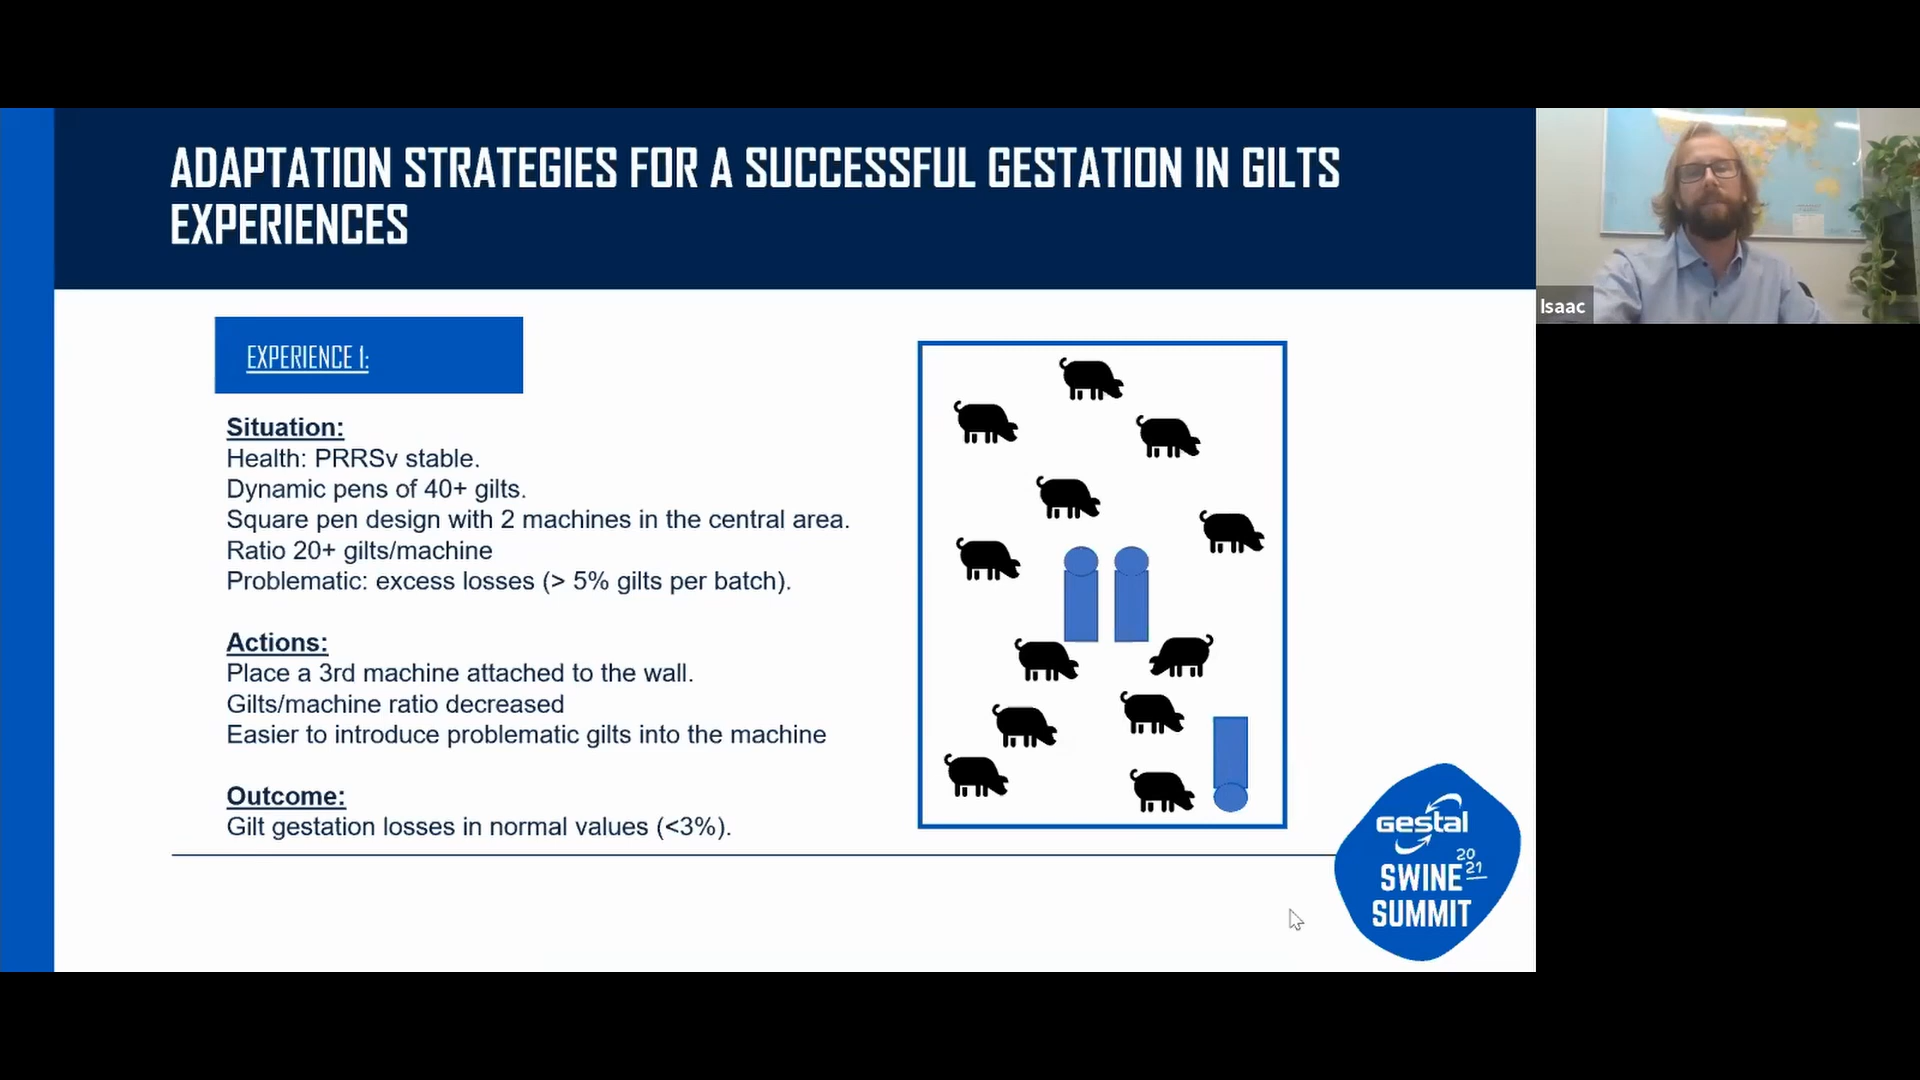 ADAPTATION STRATEGIES FOR A SUCCESSFUL GESTATION IN GILTS
EXPERIENCES
EXPERIENCE 1:
Situation:
Health: PRRSv stable.
Dynamic pens of 40+ gilts.
Square pen design with 2 machines in the central area.
Ratio 20+ gilts/machine
Problematic: excess losses (> 5% gilts per batch).
Actions:
Place a 3rd machine attached to the wall.
Gilts/machine ratio decreased
Easier to introduce problematic gilts into the machine
Outcome:
Gilt gestation losses in normal values (<3%).
Gestal
20
21
SWINE
SUMMIT
Isaac